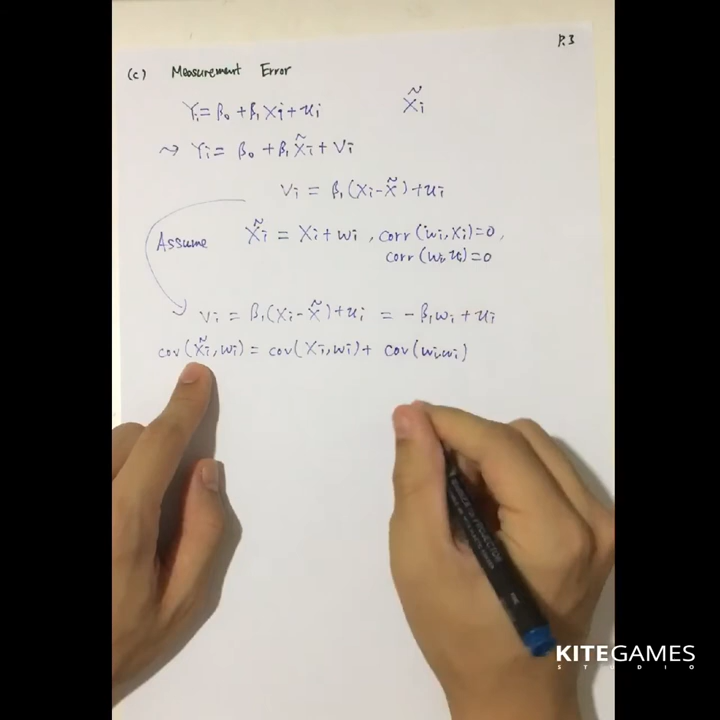 P.3
(c) Measurement Error
Yi = β₀ + β₁Xi + ui X̃i
~> Yi = β₀ + β₁X̃i + Vi
Vi = β₁(Xi - X̃) + ui
Assume X̃i = Xi + wi , corr(wi, Xi) = 0,
corr(wi, ui) = 0
Vi = β₁(Xi - X̃) + ui = -β₁wi + ui
cov(X̃i, wi) = cov(Xi, wi) + cov(wi, wi)
KITEGAMES
STUDIO